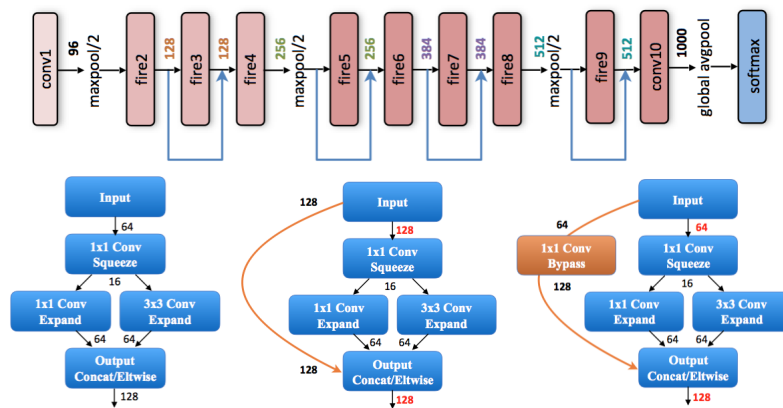 conv1
96
maxpool/2
fire2
128
fire3
128
fire4
256
maxpool/2
fire5
256
fire6
384
fire7
384
fire8
512
maxpool/2
fire9
512
conv10
1000
global avgpool
softmax
Input
64
1x1 Conv
Squeeze
16
1x1 Conv
Expand
3x3 Conv
Expand
64
64
Output
Concat/Eltwise
128
128
Input
128
1x1 Conv
Squeeze
16
1x1 Conv
Expand
3x3 Conv
Expand
64
64
128
Output
Concat/Eltwise
128
Input
64
64
1x1 Conv
Bypass
1x1 Conv
Squeeze
128
16
1x1 Conv
Expand
3x3 Conv
Expand
64
64
Output
Concat/Eltwise
128